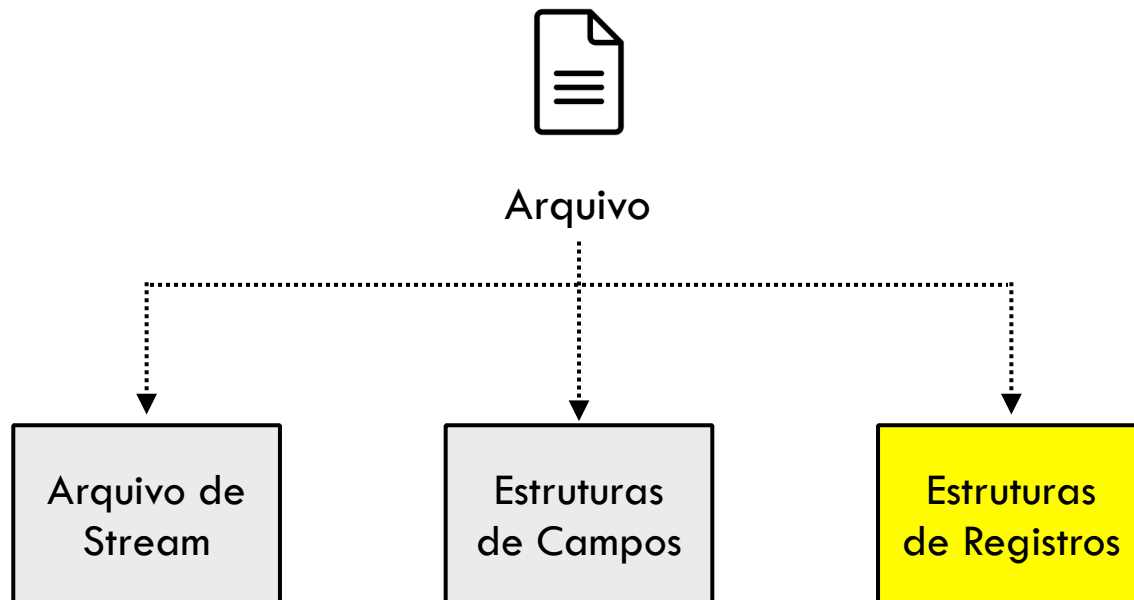 Arquivo
Arquivo de
Stream
Estruturas
de Campos
Estruturas
de Registros